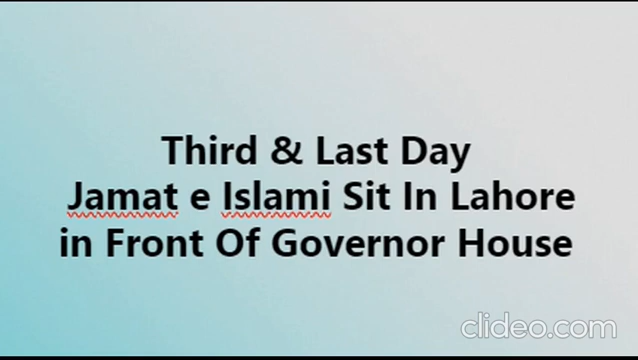 Third & Last Day
Jamat e Islami Sit In Lahore
in Front Of Governor House
clideo.com